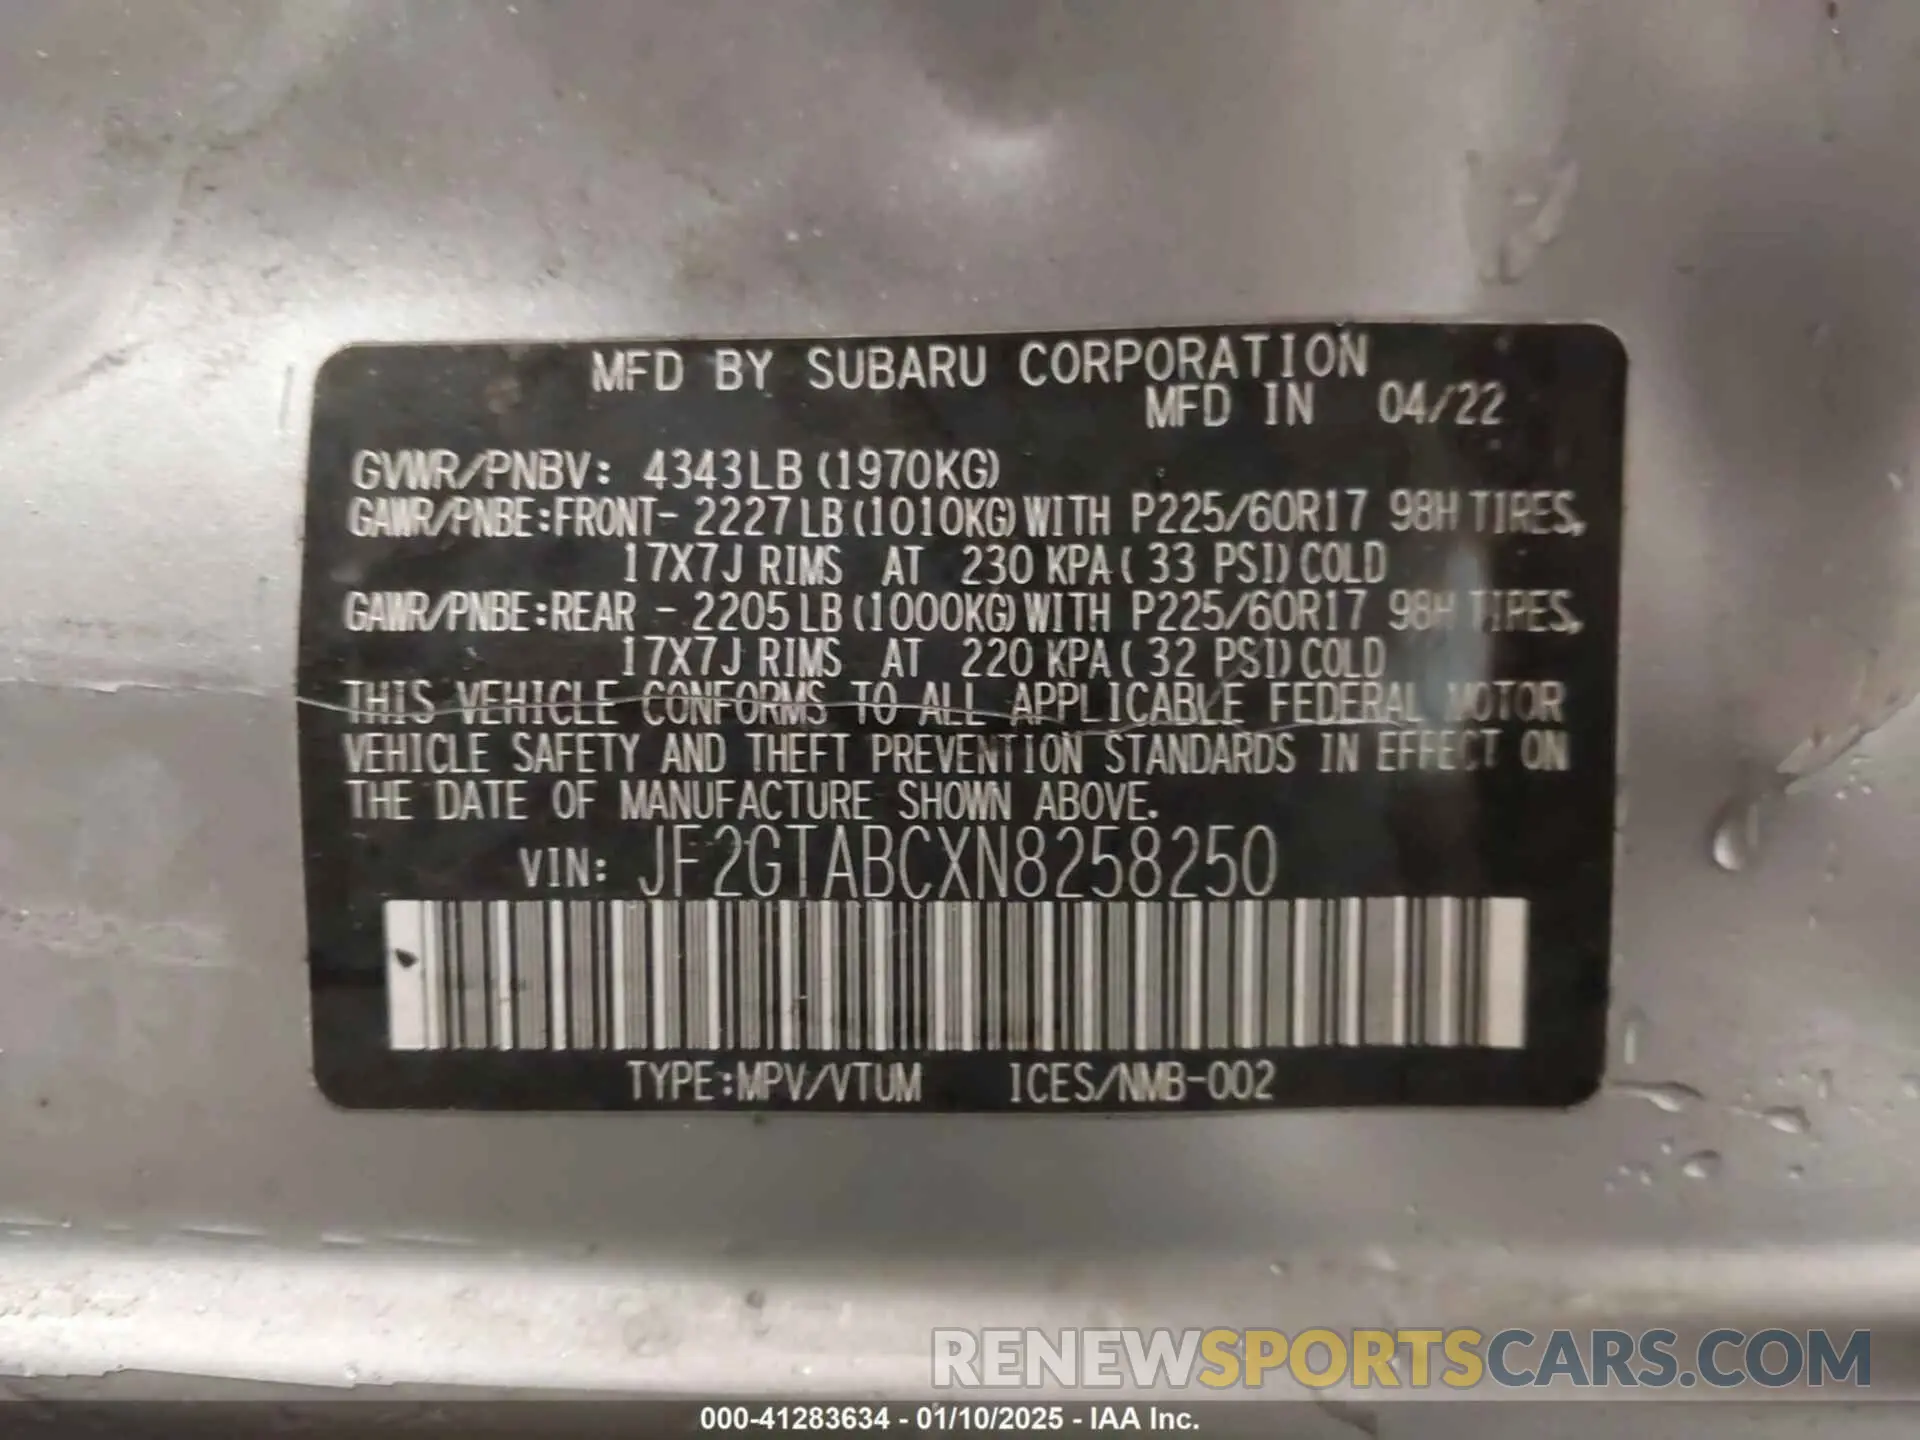 MFD BY SUBARU CORPORATION
MFD IN 04/22
GVWR/PNBV: 4343LB (1970KG)
GAWR/PNBE:FRONT- 2227LB(1010KG)WITH P225/60R17 98H TIRES,
17X7J RIMS AT 230 KPA( 33 PSI)COLD
GAWR/PNBE:REAR - 2205LB(1000KG)WITH P225/60R17 98H TIRES,
17X7J RIMS AT 220 KPA( 32 PSI)COLD
THIS VEHICLE CONFORMS TO ALL APPLICABLE FEDERAL MOTOR
VEHICLE SAFETY AND THEFT PREVENTION STANDARDS IN EFFECT ON
THE DATE OF MANUFACTURE SHOWN ABOVE.
VIN: JF2GTABCXN8258250
TYPE:MPV/VTUM ICES/NMB-002
RENEWSPORTSCARS.COM
000-41283634 - 01/10/2025 - IAA Inc.